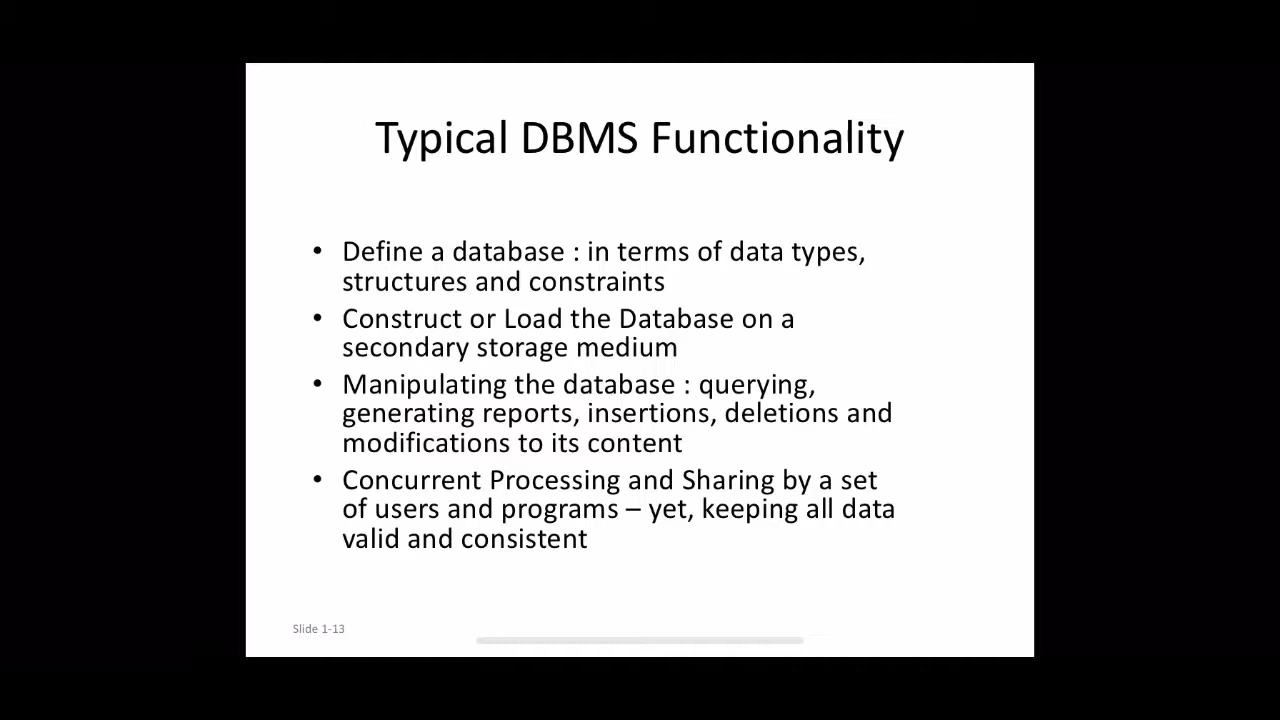 Typical DBMS Functionality
• Define a database : in terms of data types,
structures and constraints
• Construct or Load the Database on a
secondary storage medium
• Manipulating the database : querying,
generating reports, insertions, deletions and
modifications to its content
• Concurrent Processing and Sharing by a set
of users and programs – yet, keeping all data
valid and consistent
Slide 1-13